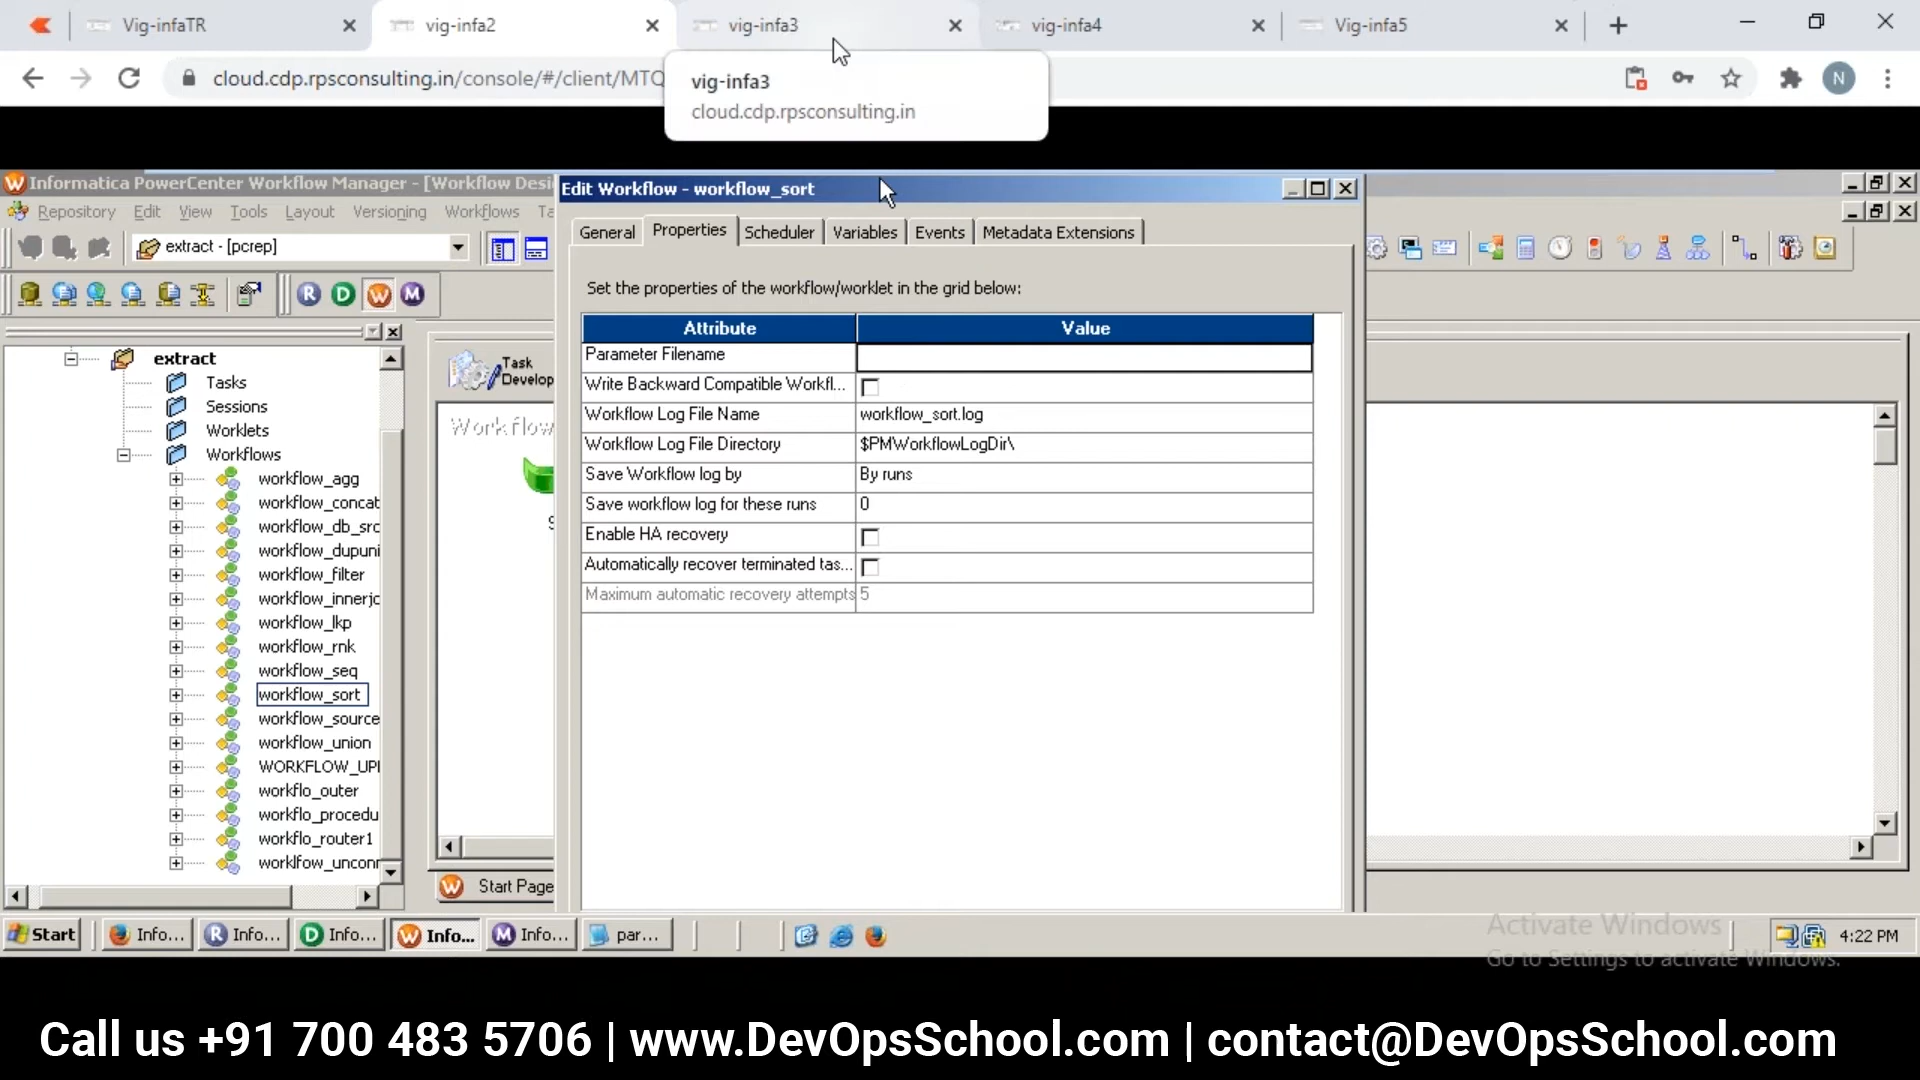 Vig-infaTR
vig-infa2
vig-infa3
vig-infa4
Vig-infa5
cloud.cdp.rpsconsulting.in/console/#/client/MTQ
N
vig-infa3
cloud.cdp.rpsconsulting.in
Informatica PowerCenter Workflow Manager - [Workflow Desi
Edit Workflow - workflow_sort
Repository Edit View Tools Layout Versioning Workflows Ta
extract - [pcrep]
R D W M
General Properties Scheduler Variables Events Metadata Extensions
Set the properties of the workflow/worklet in the grid below:
Attribute Value
Parameter Filename
Write Backward Compatible Workfl...
Workflow Log File Name workflow_sort.log
Workflow Log File Directory $PMWorkflowLogDir\
Save Workflow log by By runs
Save workflow log for these runs 0
Enable HA recovery
Automatically recover terminated tas...
Maximum automatic recovery attempts 5
extract
Tasks
Sessions
Worklets
Workflows
workflow_agg
workflow_concat
workflow_db_src
workflow_dupuni
workflow_filter
workflow_innerjc
workflow_lkp
workflow_rnk
workflow_seq
workflow_sort
workflow_source
workflow_union
WORKFLOW_UPI
workflo_outer
workflo_procedu
workflo_router1
worklfow_unconr
Task
Develop
Workflow
S
Start Page
Start
Info...
R Info...
D Info...
W Info...
M Info...
par...
4:22 PM
Activate Windows
Go to Settings to activate Windows.
Call us +91 700 483 5706 | www.DevOpsSchool.com | contact@DevOpsSchool.com